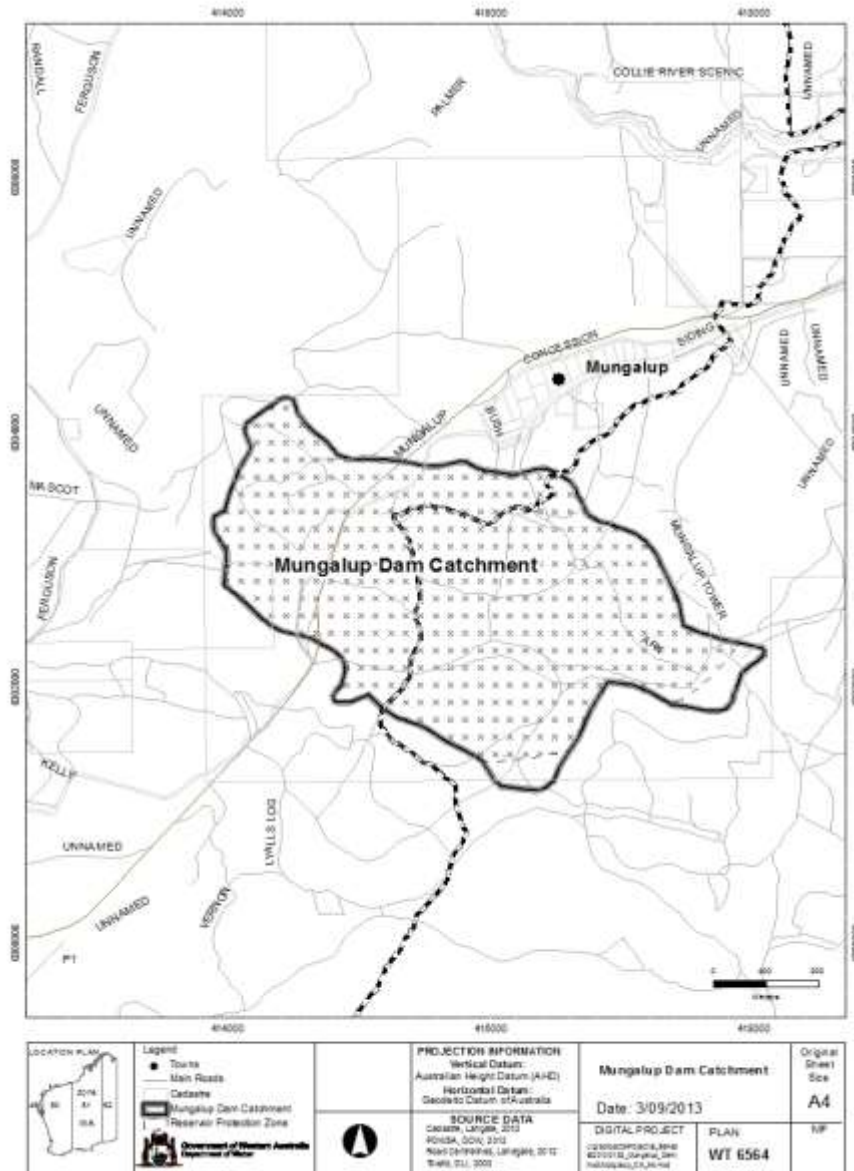 414000 416000 418000
RANDALL
FERGUSON
PALMER
COLLIE RIVER SCENIC
UNNAMED
UNNAMED
UNNAMED
CONCESSION
SIDING
Mungalup
UNNAMED
UNNAMED
UNNAMED
MUNGALUP
BUSH
UNNAMED
MASCOT
FERGUSON
Mungalup Dam Catchment
MUNGALUP TOWER
KELLY
UNNAMED
LYALLS LOG
VERNON
UNNAMED
414000 416000 418000
LOCATION PLAN
Legend
Towns
Main Roads
Cadastre
Mungalup Dam Catchment
Reservoir Protection Zone
Government of Western Australia
Department of Water
PROJECTION INFORMATION
Vertical Datum:
Australian Height Datum (AHD)
Horizontal Datum:
Geocentric Datum of Australia
SOURCE DATA
Mungalup Dam Catchment
Date: 3/09/2013
DIGITAL PROJECT
PLAN
WT 6564
Original
Sheet
Size
A4